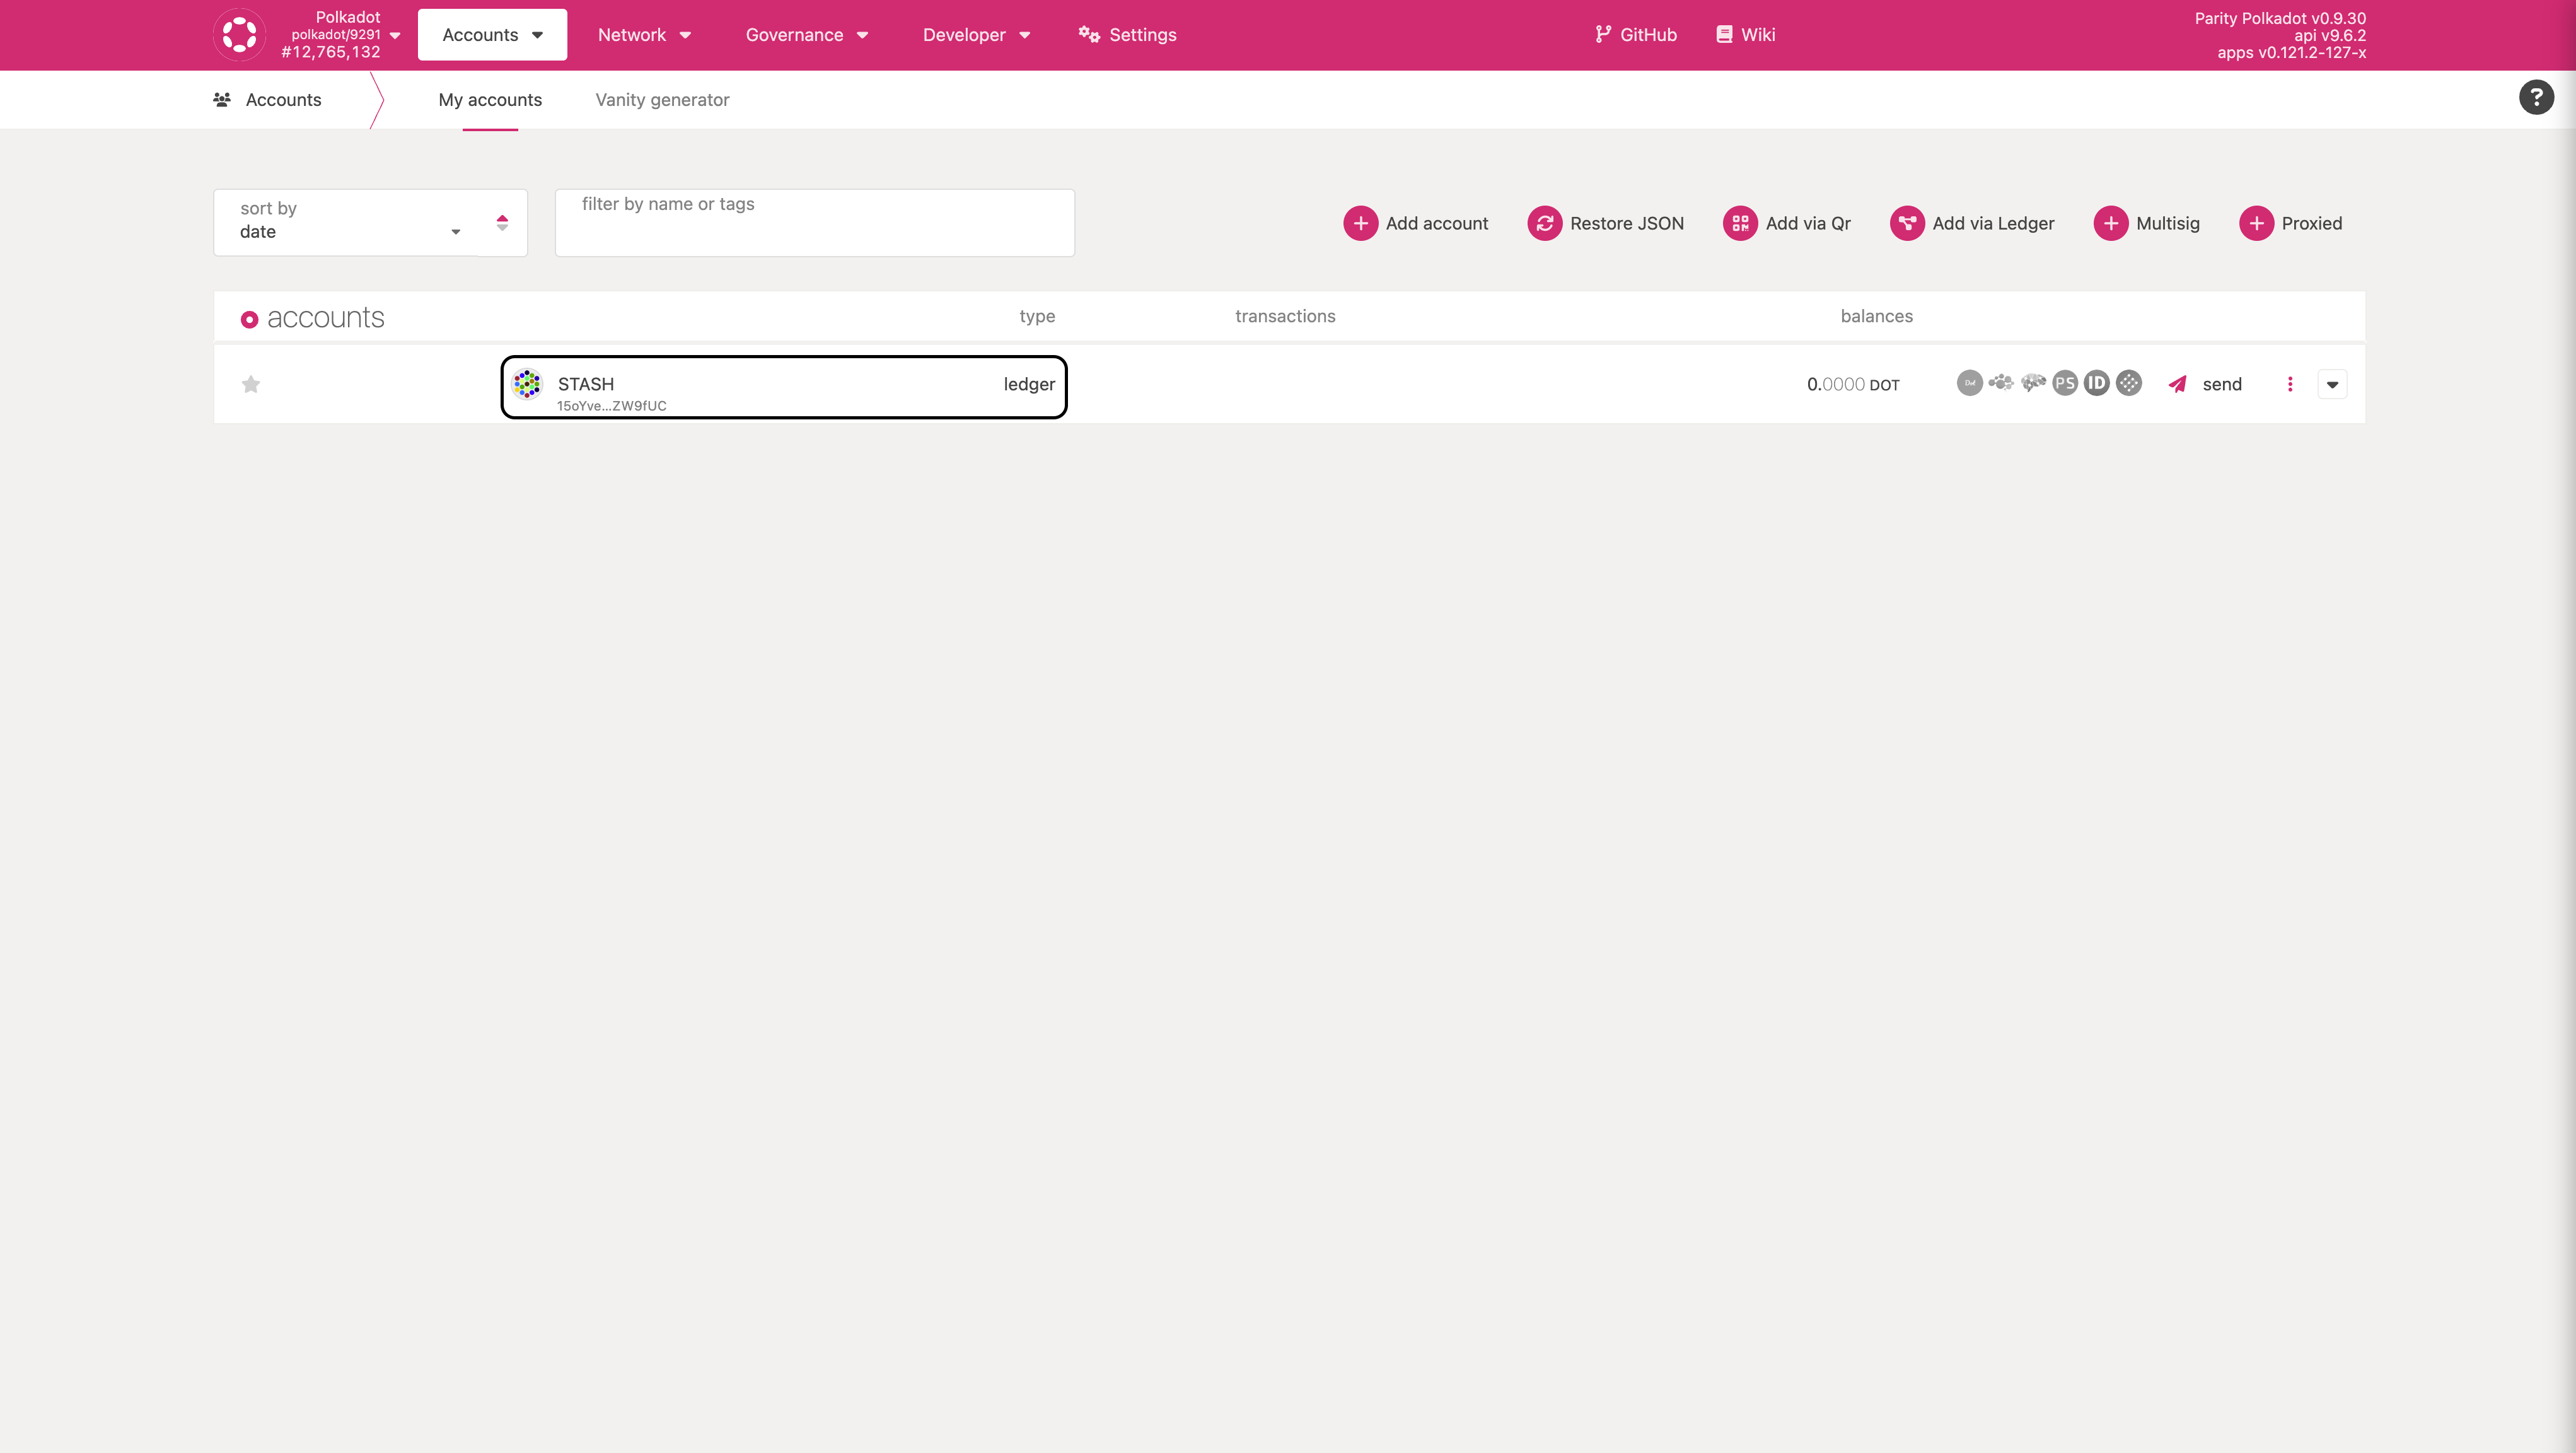 Polkadot
polkadot/9291
#12,765,132
Accounts
Network
Governance
Developer
Settings
GitHub
Wiki
Parity Polkadot v0.9.30
api v9.6.2
apps v0.121.2-127-x
Accounts
My accounts
Vanity generator
?
sort by
date
filter by name or tags
Add account
Restore JSON
Add via Qr
Add via Ledger
Multisig
Proxied
accounts
type
transactions
balances
STASH
15oYve...ZW9fUC
ledger
0.0000 DOT
Dot
PS
ID
send